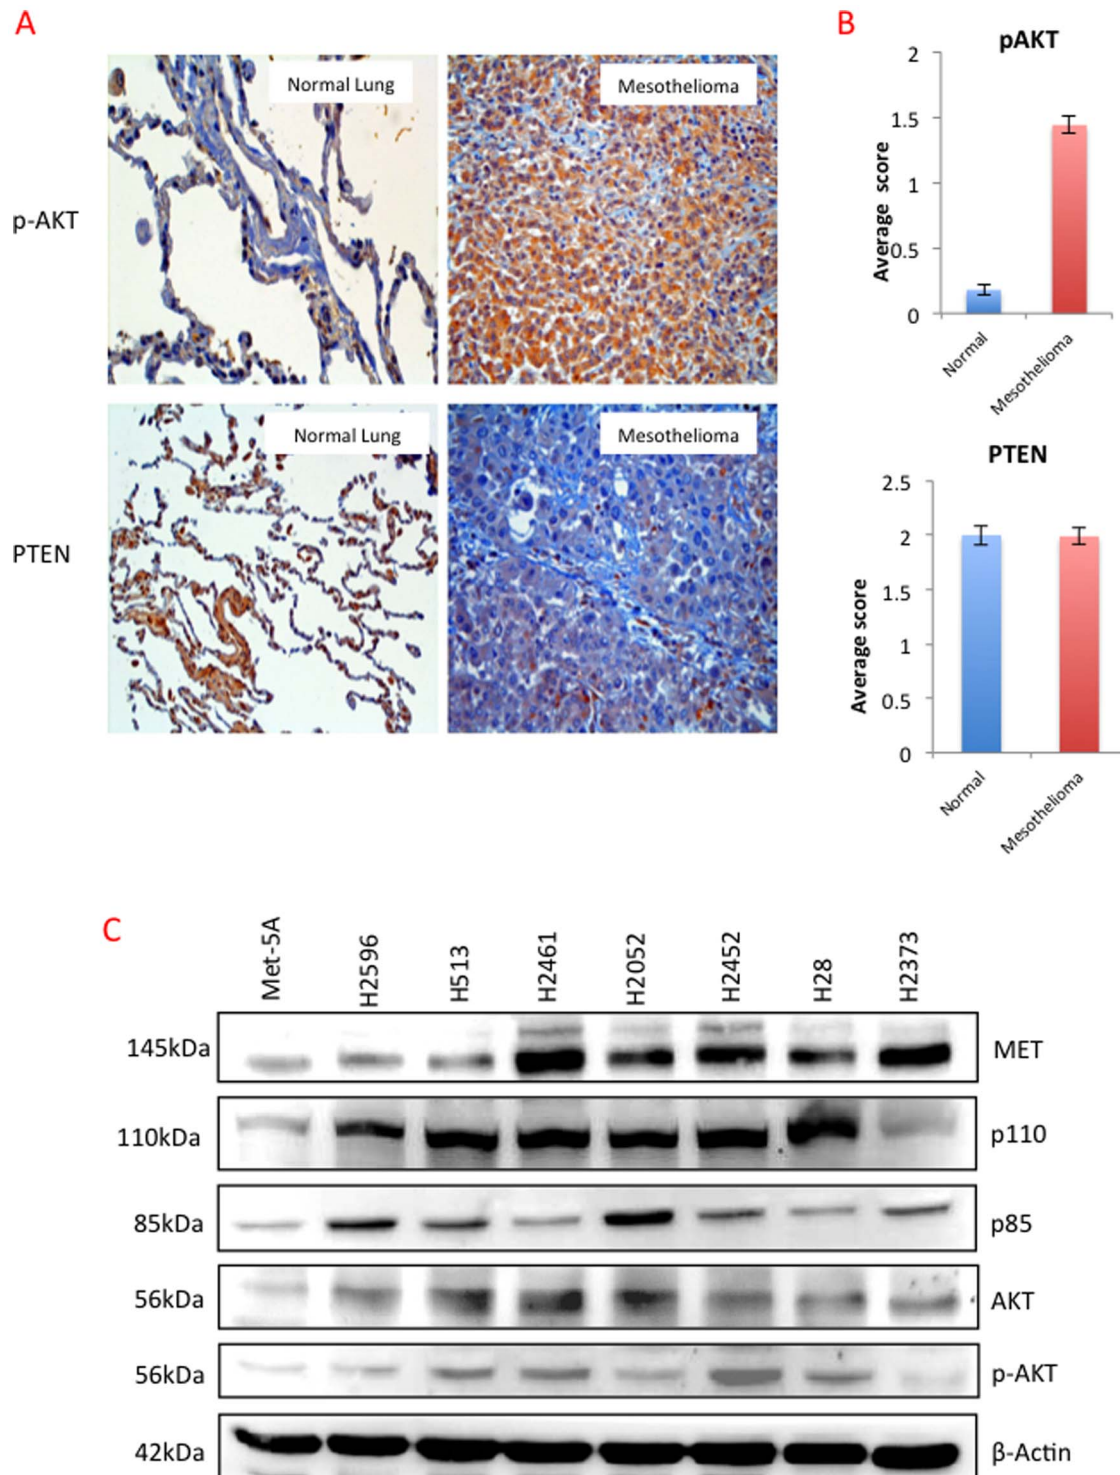 A
Normal Lung
Mesothelioma
p-AKT
Normal Lung
Mesothelioma
PTEN
B
pAKT
Average score
2
1.5
1
0.5
0
Normal
Mesothelioma
PTEN
Average score
2.5
2
1.5
1
0.5
0
Normal
Mesothelioma
C
Met-5A
H2596
H513
H2461
H2052
H2452
H28
H2373
145kDa
MET
110kDa
p110
85kDa
p85
56kDa
AKT
56kDa
p-AKT
42kDa
β-Actin